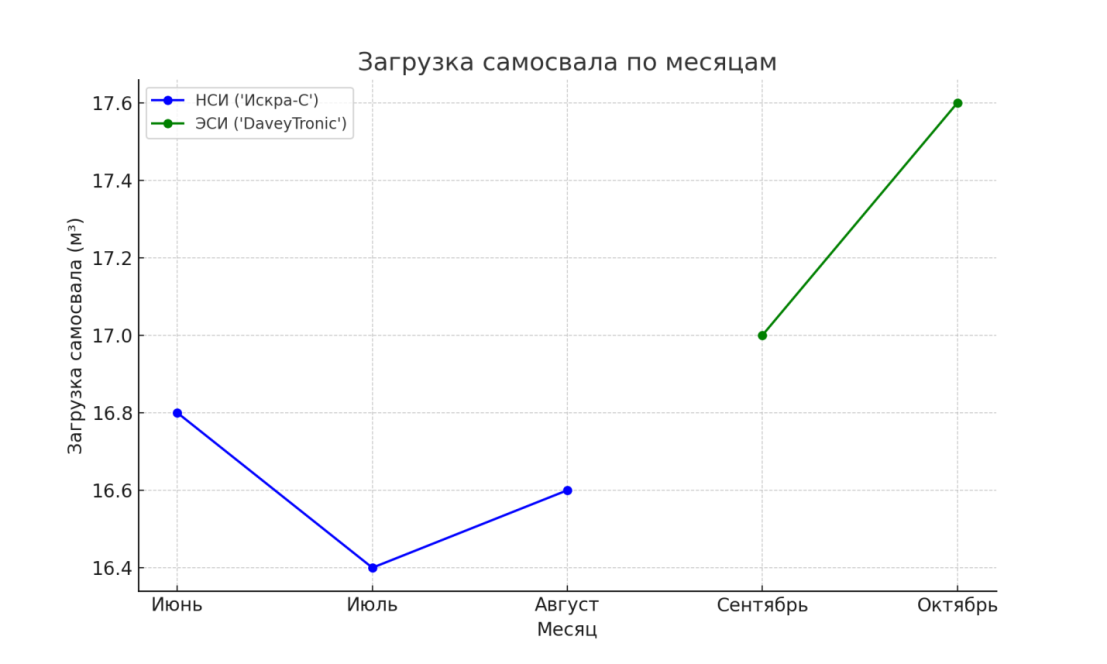 Загрузка самосвала по месяцам
НСИ ('Искра-С')
ЭСИ ('DaveyTronic')
Загрузка самосвала (м³)
17.6
17.4
17.2
17.0
16.8
16.6
16.4
Июнь
Июль
Август
Сентябрь
Октябрь
Месяц